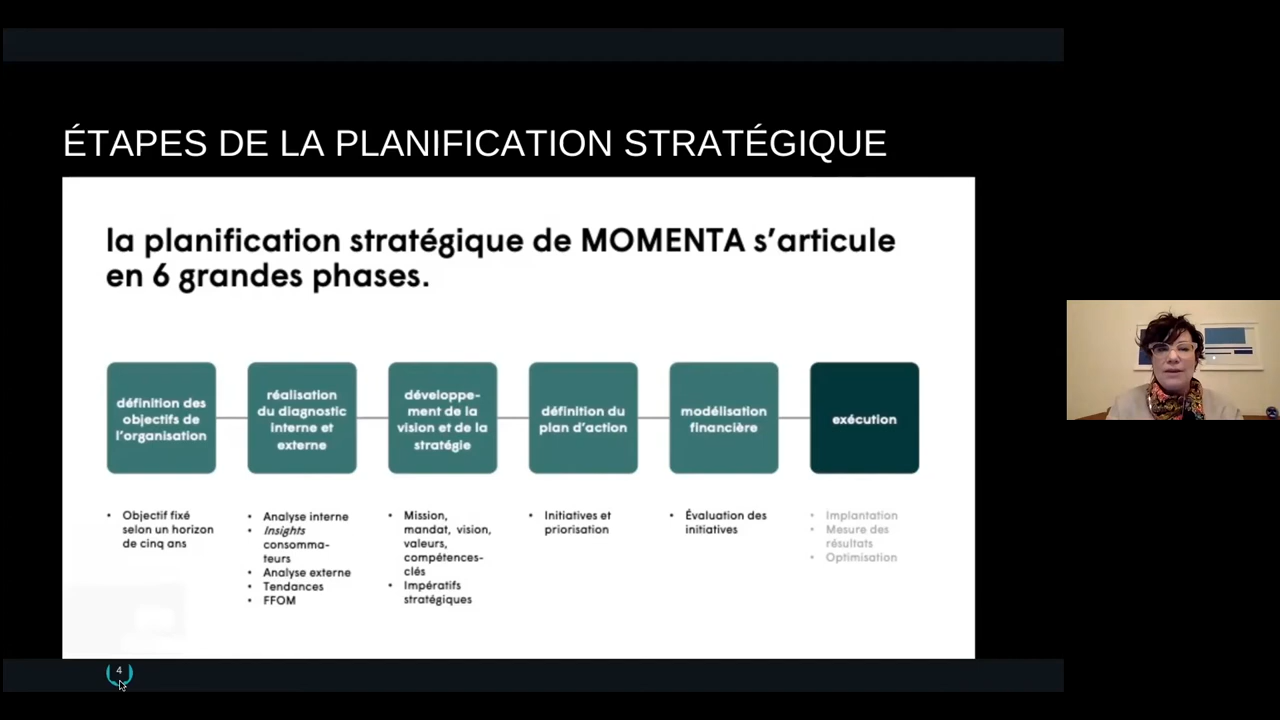 ÉTAPES DE LA PLANIFICATION STRATÉGIQUE
la planification stratégique de MOMENTA s’articule
en 6 grandes phases.
définition des
objectifs de
l’organisation
réalisation
du diagnostic
interne et
externe
développe-
ment de la
vision et de la
stratégie
définition du
plan d’action
modélisation
financière
exécution
• Objectif fixé
selon un horizon
de cinq ans
• Analyse interne
• Insights
consomma-
teurs
• Analyse externe
• Tendances
• FFOM
• Mission,
mandat, vision,
valeurs,
compétences-
clés
• Impératifs
stratégiques
• Initiatives et
priorisation
• Évaluation des
initiatives
• Implantation
• Mesure des
résultats
• Optimisation
4